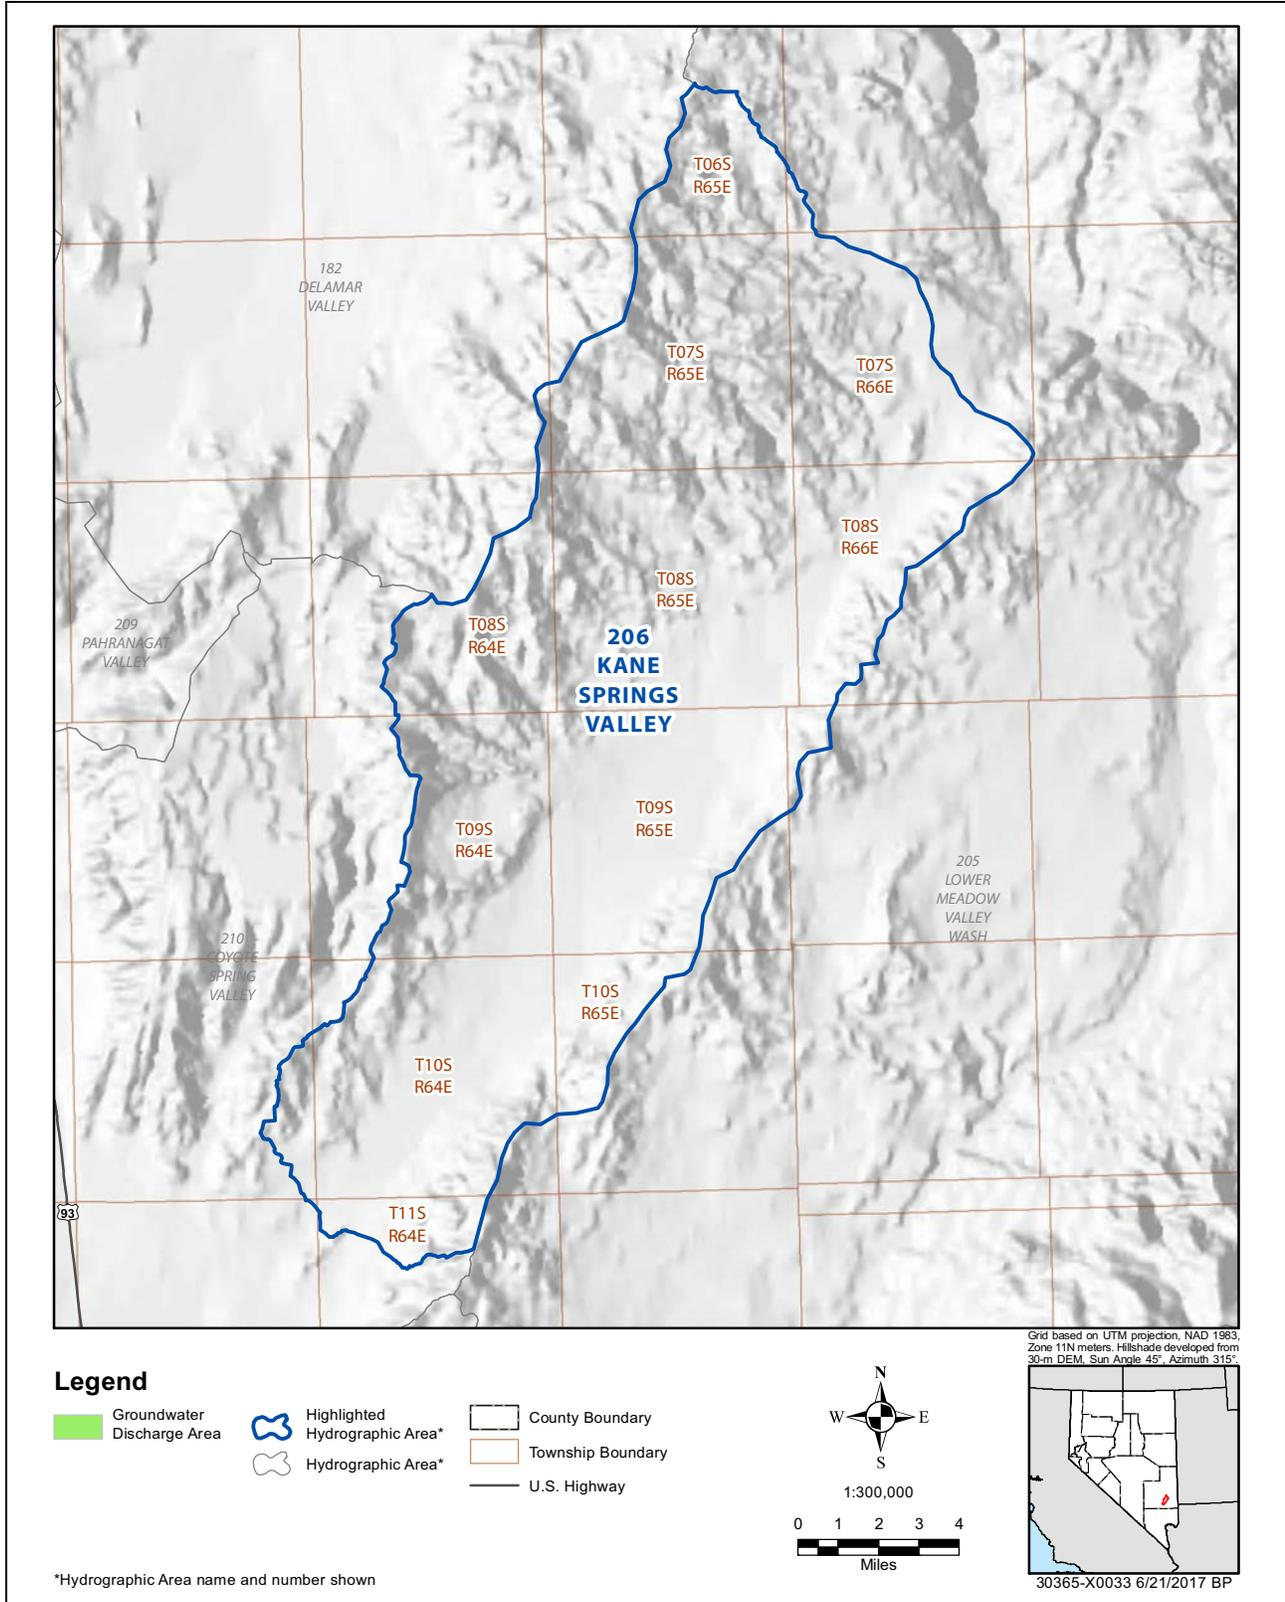 T06S
R65E
182
DELAMAR
VALLEY
T07S
R65E
T07S
R66E
T08S
R66E
T08S
R65E
T08S
R64E
209
PAHRANAGAT
VALLEY
206
KANE
SPRINGS
VALLEY
T09S
R65E
T09S
R64E
205
LOWER
MEADOW
VALLEY
WASH
210
COYOTE
SPRING
VALLEY
T10S
R65E
T10S
R64E
T11S
R64E
93
Grid based on UTM projection, NAD 1983,
Zone 11N meters. Hillshade developed from
30-m DEM, Sun Angle 45°, Azimuth 315°.
Legend
Groundwater
Discharge Area
Highlighted
Hydrographic Area*
Hydrographic Area*
County Boundary
Township Boundary
U.S. Highway
N
W
E
S
1:300,000
0 1 2 3 4
Miles
*Hydrographic Area name and number shown
30365-X0033 6/21/2017 BP